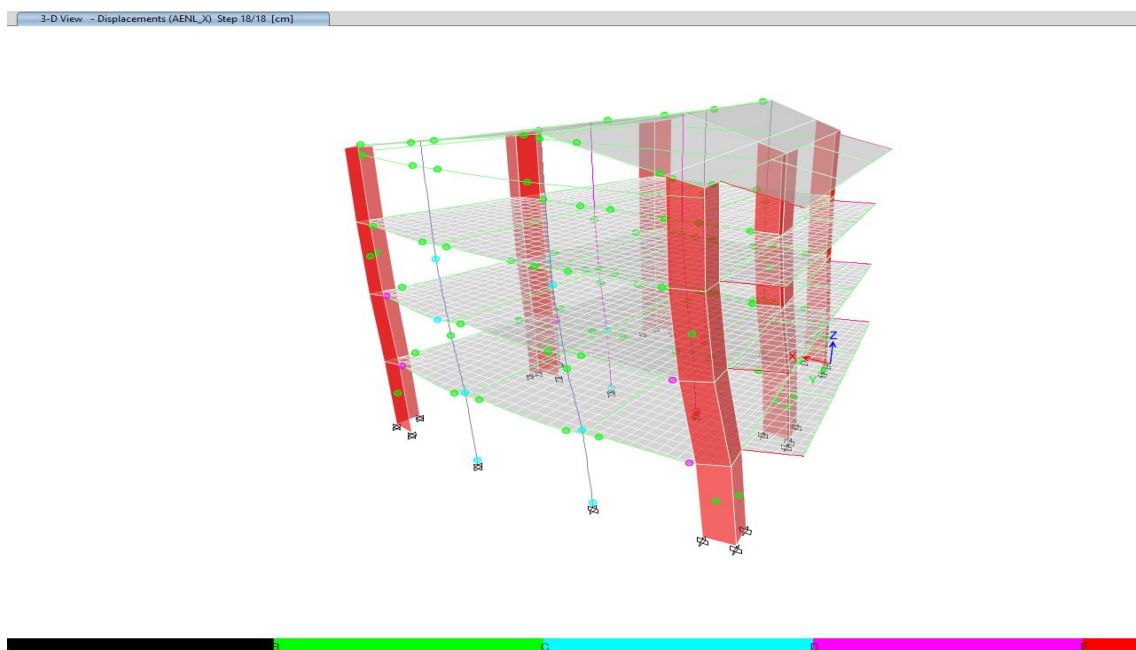 3-D View - Displacements (AENL_X) Step 18/18 [cm]
Z
X
Y
B C D E